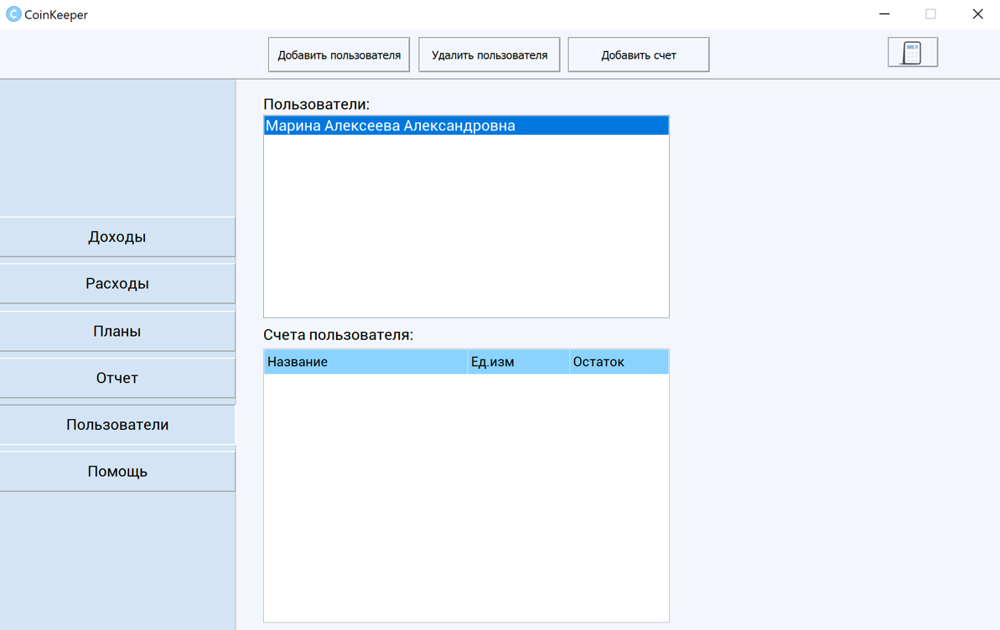 CoinKeeper
Добавить пользователя
Удалить пользователя
Добавить счет
Пользователи:
Марина Алексеева Александровна
Доходы
Расходы
Планы
Отчет
Пользователи
Помощь
Счета пользователя:
Название Ед.изм Остаток